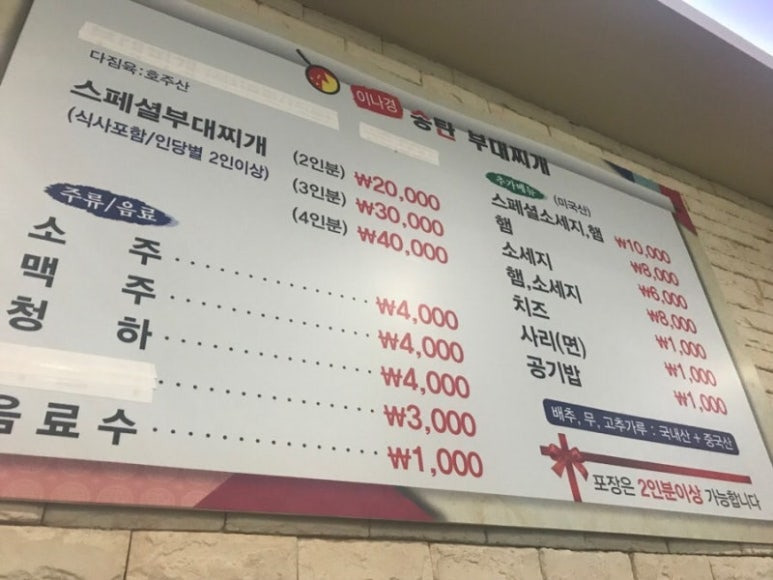 이나경 송탄 부대찌개
다짐육:호주산
스페셜부대찌개
(식사포함/인당별 2인이상)
(2인분) ₩20,000
(3인분) ₩30,000
(4인분) ₩40,000
주류/음료
소 주 ₩4,000
맥 주 ₩4,000
청 하 ₩4,000
₩3,000
음료수 ₩1,000
추가메뉴 (미국산)
스페셜소세지,햄 ₩10,000
햄 ₩8,000
소세지 ₩6,000
햄,소세지 ₩8,000
치즈 ₩1,000
사리(면) ₩1,000
공기밥 ₩1,000
배추, 무, 고추가루 : 국내산 + 중국산
포장은 2인분이상 가능합니다